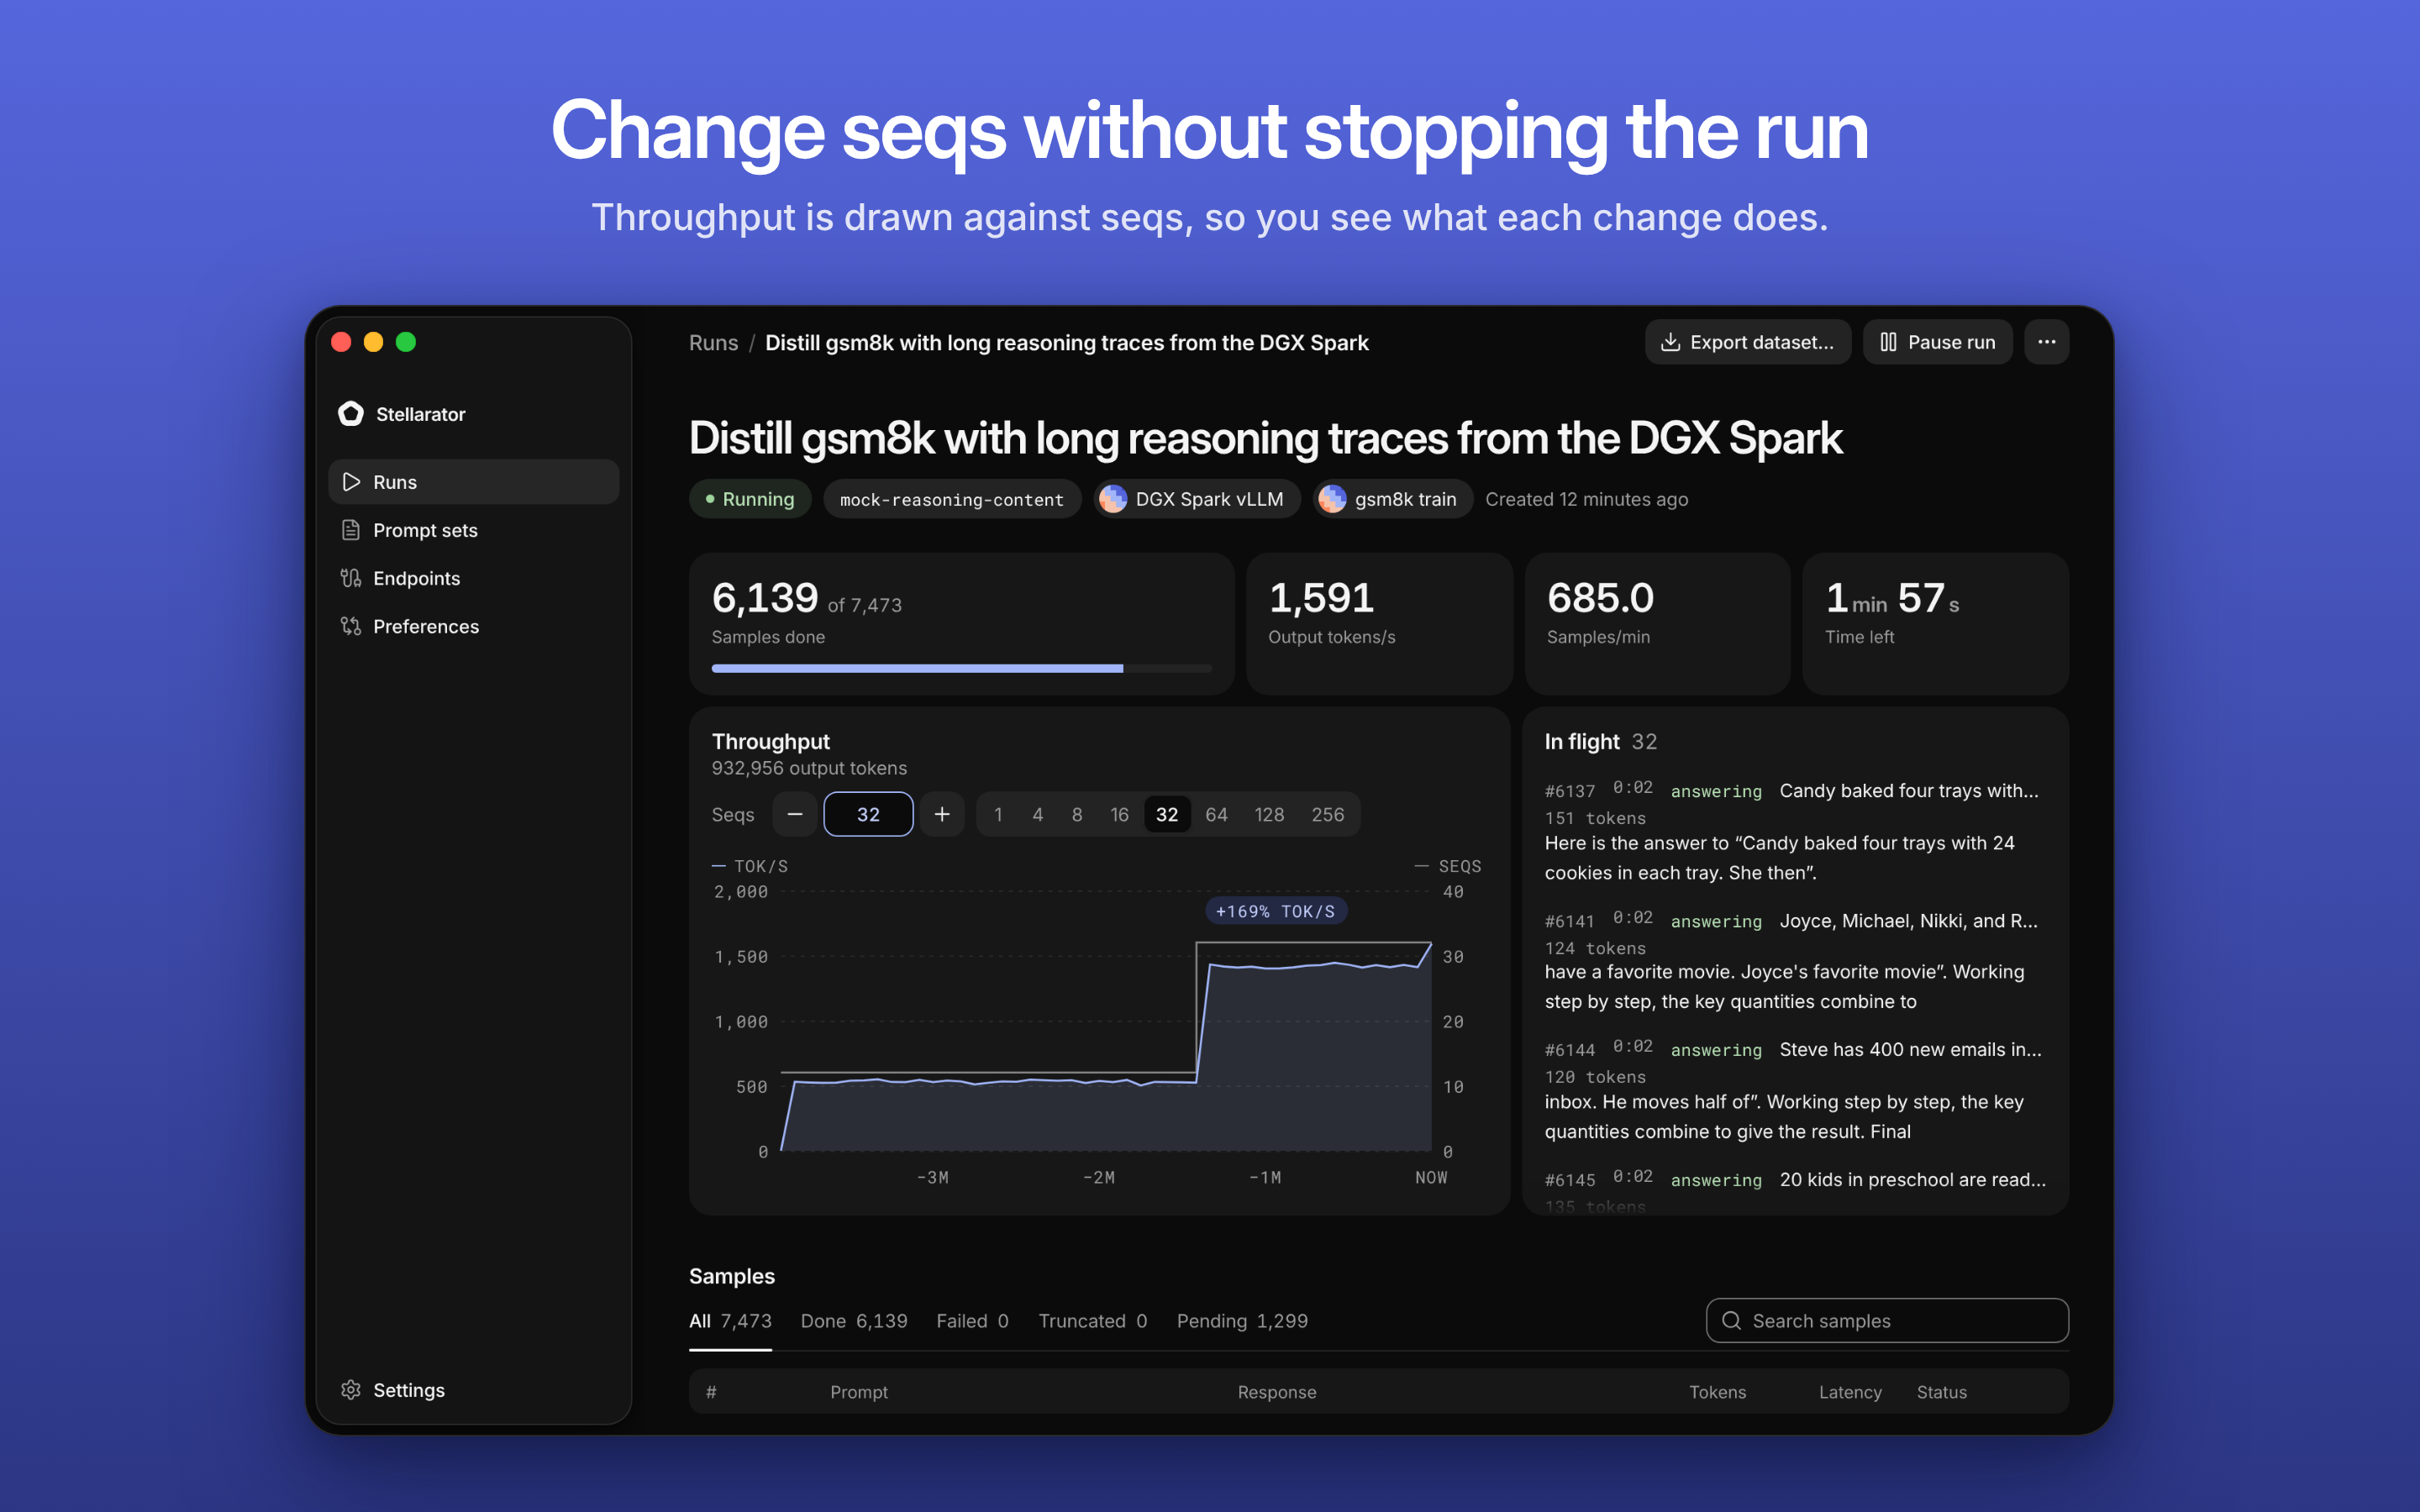 Change seqs without stopping the run
Throughput is drawn against seqs, so you see what each change does.
Stellarator
Runs
Prompt sets
Endpoints
Preferences
Settings
Runs / Distill gsm8k with long reasoning traces from the DGX Spark
Export dataset...
Pause run
Distill gsm8k with long reasoning traces from the DGX Spark
Running
mock-reasoning-content
DGX Spark vLLM
gsm8k train
Created 12 minutes ago
6,139 of 7,473
Samples done
1,591
Output tokens/s
685.0
Samples/min
1 min 57 s
Time left
Throughput
932,956 output tokens
Seqs − 32 + 1 4 8 16 32 64 128 256
TOK/S
SEQS
2,000
1,500
1,000
500
0
+169% TOK/S
40
30
20
10
0
-3M -2M -1M NOW
In flight 32
#6137 0:02 answering Candy baked four trays with...
151 tokens
Here is the answer to “Candy baked four trays with 24
cookies in each tray. She then”.
#6141 0:02 answering Joyce, Michael, Nikki, and R...
124 tokens
have a favorite movie. Joyce's favorite movie”. Working
step by step, the key quantities combine to
#6144 0:02 answering Steve has 400 new emails in...
120 tokens
inbox. He moves half of”. Working step by step, the key
quantities combine to give the result. Final
#6145 0:02 answering 20 kids in preschool are read...
135 tokens
Samples
All 7,473 Done 6,139 Failed 0 Truncated 0 Pending 1,299
Search samples
# Prompt Response Tokens Latency Status